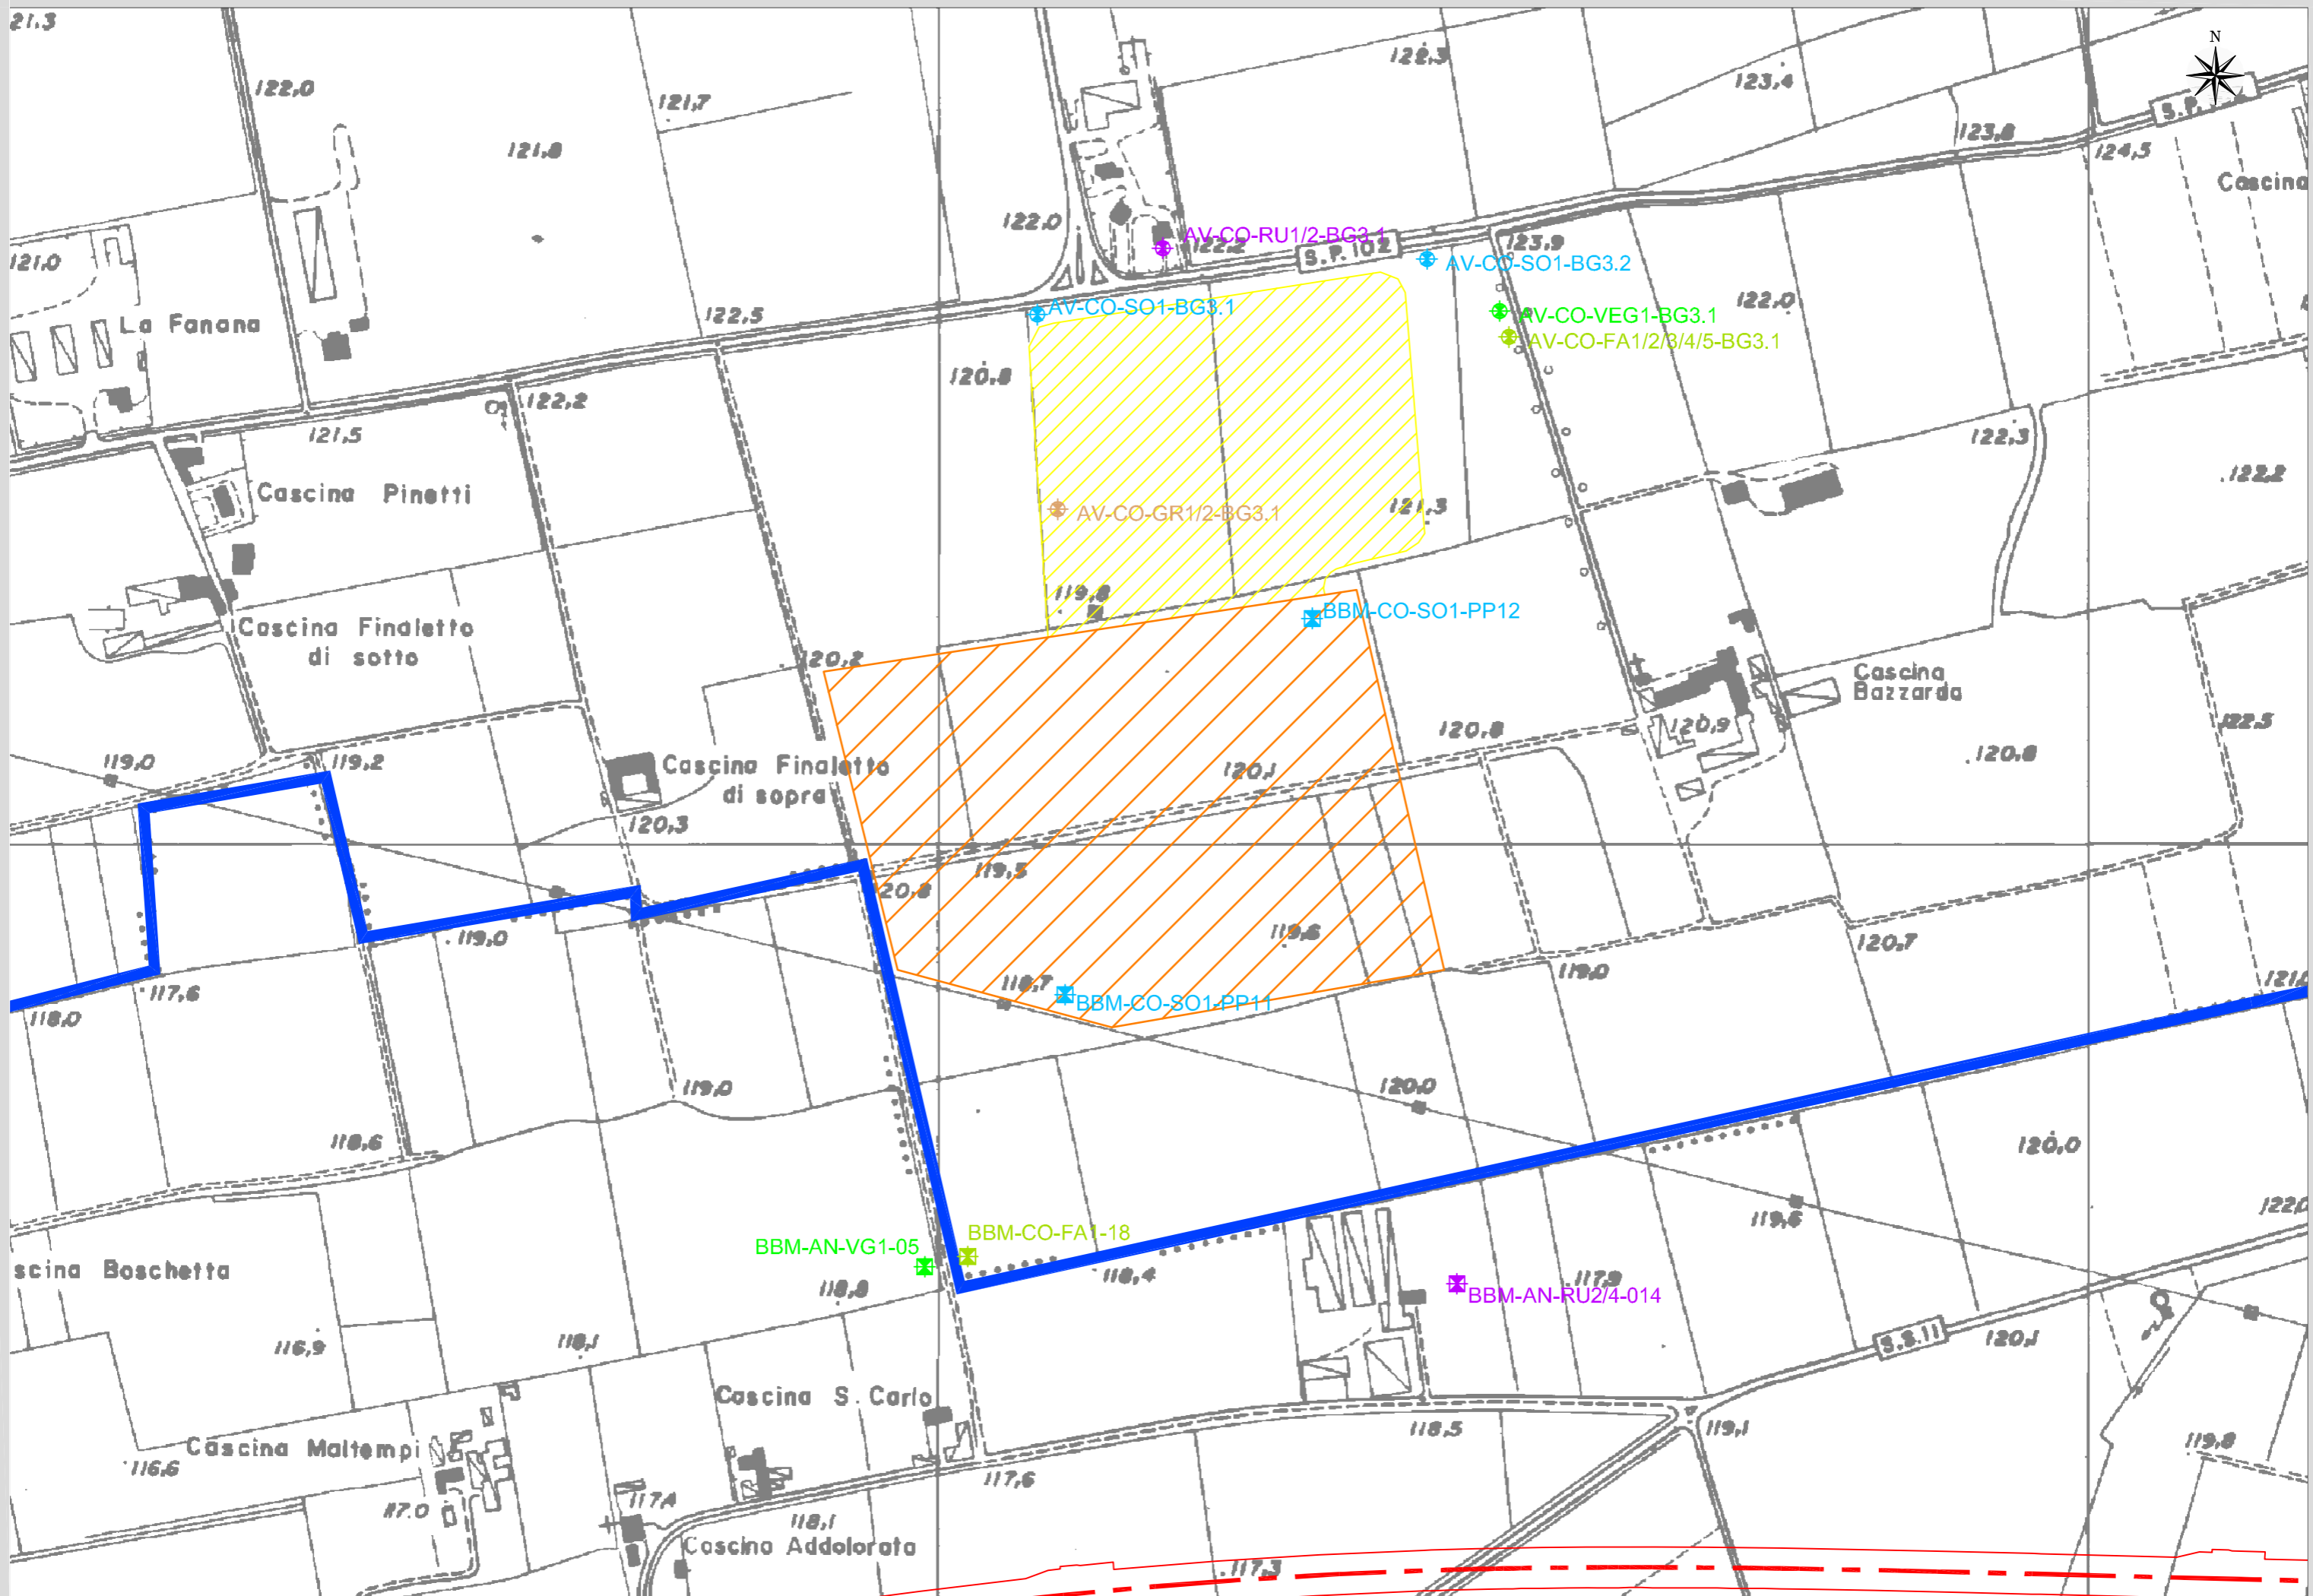 121,3
N
122,3
123,4
122,0
121,7
121,8
123,8
124,5
Cascina
122,0
AV-CO-RU1/2-BG3.1
122,2
S.P.102
123,9
AV-CO-SO1-BG3.2
121,0
La Fanana
122,5
AV-CO-SO1-BG3.1
122,0
AV-CO-VEG1-BG3.1
AV-CO-FA1/2/3/4/5-BG3.1
120,8
122,2
121,5
122,3
122,2
Cascina Pinetti
AV-CO-GR1/2-BG3.1
121,3
119,8
BBM-CO-SO1-PP12
Cascina Finaletto
di sotto
120,2
Cascina
Bazzarda
120,9
120,8
122,5
119,0
119,2
Cascina Finaletto
di sopra
120,1
120,8
120,3
119,5
119,0
119,6
120,7
117,6
118,7
BBM-CO-SO1-PP11
119,0
118,0
119,0
120,0
118,6
120,0
119,6
BBM-AN-VG1-05
BBM-CO-FA1-18
scina Boschetta
118,8
118,4
117,9
BBM-AN-RU2/4-014
116,9
118,1
S.S.11
120,1
Cascina S. Carlo
118,5
119,1
Cascina Maltempi
116,6
119,8
117,6
117,0
117,4
118,1
Cascina Addolorata
117,3